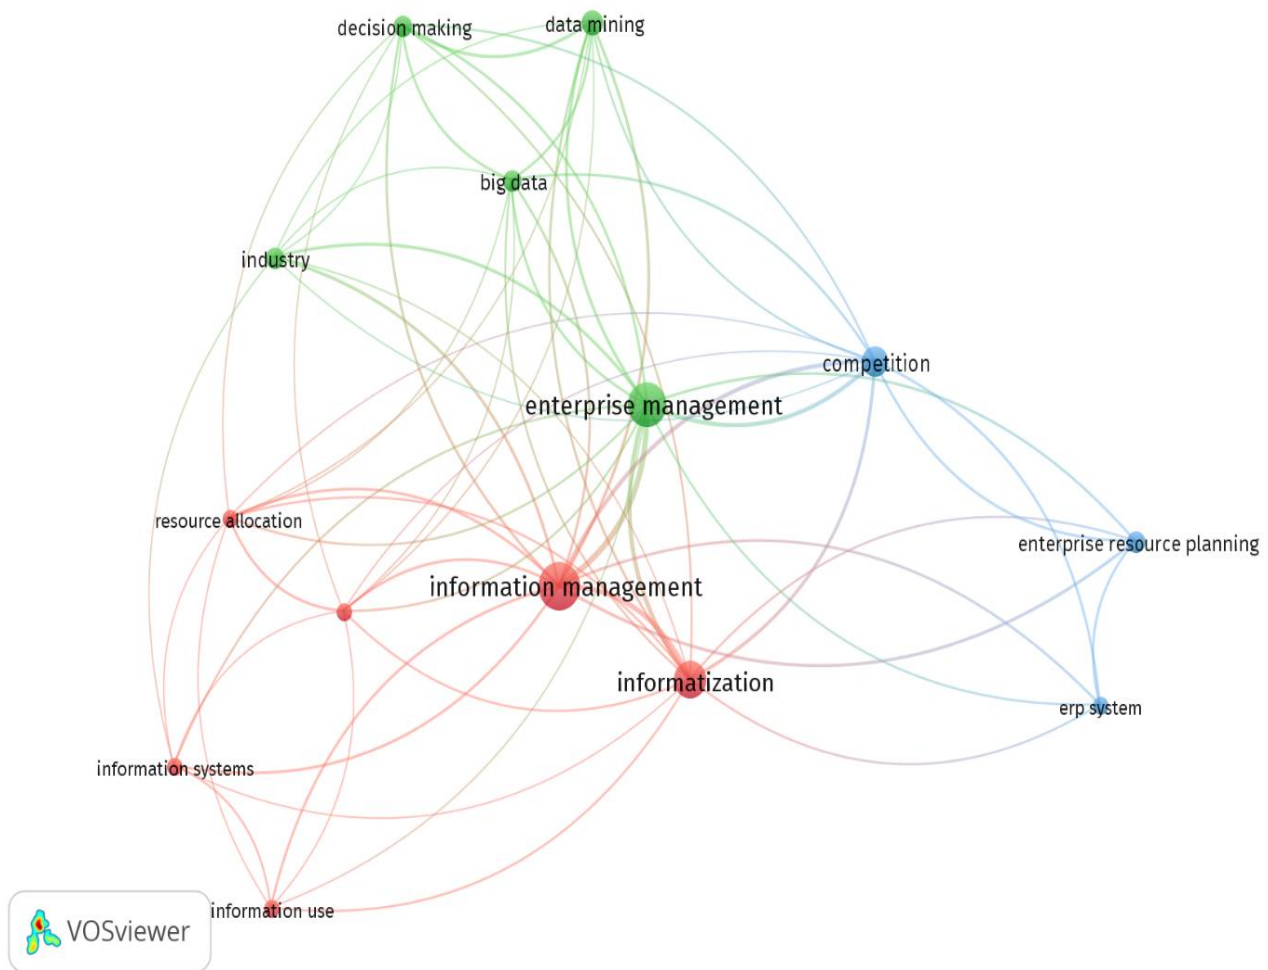 decision making
data mining
big data
industry
competition
enterprise management
resource allocation
enterprise resource planning
information management
informatization
erp system
information systems
information use
VOSviewer